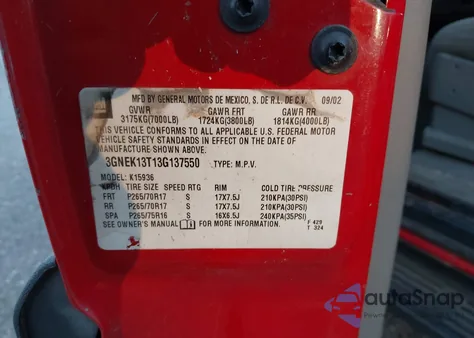 MFD BY GENERAL MOTORS DE MEXICO, S. DE R.L. DE C.V. 09/02
GVWR GAWR FRT GAWR RR
3175KG(7000LB) 1724KG(3800LB) 1814KG(4000LB)
THIS VEHICLE CONFORMS TO ALL APPLICABLE U.S. FEDERAL MOTOR
VEHICLE SAFETY STANDARDS IN EFFECT ON THE DATE OF
MANUFACTURE SHOWN ABOVE.
3GNEK13T13G137550 TYPE: M.P.V.
MODEL: K15936
TIRE SIZE SPEED RTG RIM COLD TIRE PRESSURE
FRT P265/70R17 S 17X7.5J 210KPA(30PSI)
RR P265/70R17 S 17X7.5J 210KPA(30PSI)
SPA P265/75R16 S 16X6.5J 240KPA(35PSI)
SEE OWNER'S MANUAL FOR MORE INFORMATION
F 429
T 324
autoSnap